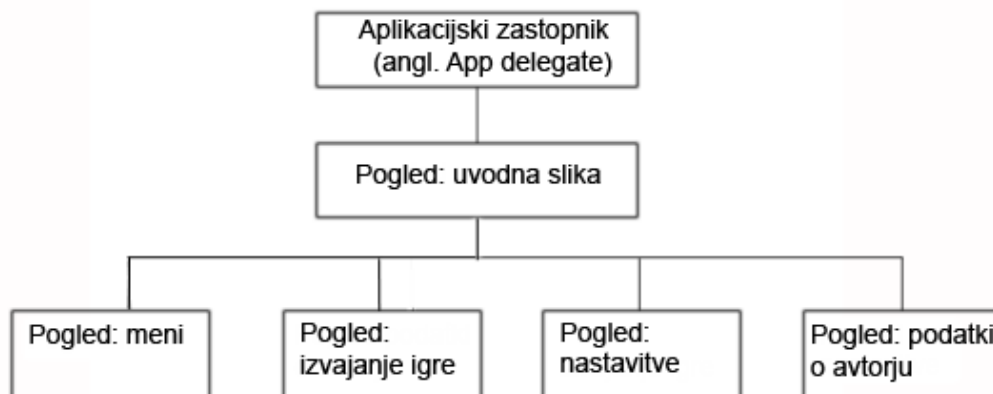 Aplikacijski zastopnik
(angl. App delegate)
Pogled: uvodna slika
Pogled: meni
Pogled:
izvajanje igre
Pogled:
nastavitve
Pogled: podatki
o avtorju